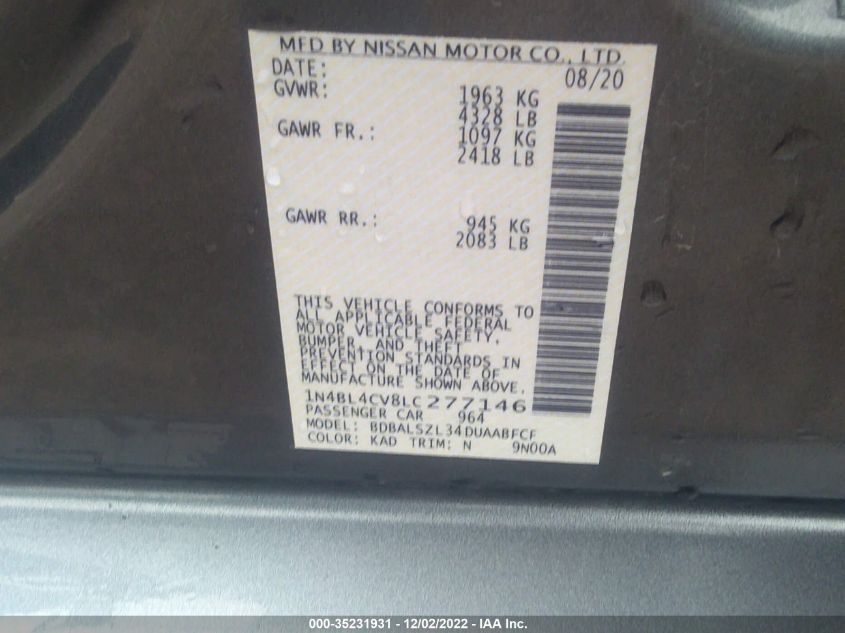 MFD BY NISSAN MOTOR CO., LTD.
DATE: 08/20
GVWR: 1963 KG
4328 LB
GAWR FR.: 1097 KG
2418 LB
GAWR RR.: 945 KG
2083 LB
THIS VEHICLE CONFORMS TO
ALL APPLICABLE FEDERAL
MOTOR VEHICLE SAFETY,
BUMPER, AND THEFT
PREVENTION STANDARDS IN
EFFECT ON THE DATE OF
MANUFACTURE SHOWN ABOVE.
1N4BL4CV8LC277146
PASSENGER CAR 964
MODEL: BDBALSZL34DUAABFCF
COLOR: KAD TRIM: N 9N00A
000-35231931 - 12/02/2022 - IAA Inc.